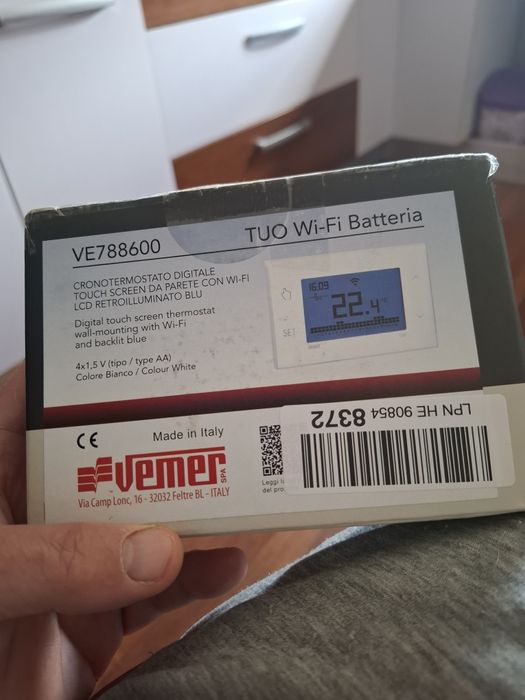 VE788600
TUO Wi-Fi Batteria
CRONOTERMOSTATO DIGITALE
TOUCH SCREEN DA PARETE CON WI-FI
LCD RETROILLUMINATO BLU
Digital touch screen thermostat
wall-mounting with Wi-Fi
and backlit blue
4x1,5 V (tipo / type AA)
Colore Bianco / Colour White
16:09
22.4°C
SET
CE
Made in Italy
vemer SPA
Via Camp Lonc, 16 - 32032 Feltre BL - ITALY
Leggi
del pro
LPN HE 90854 8372